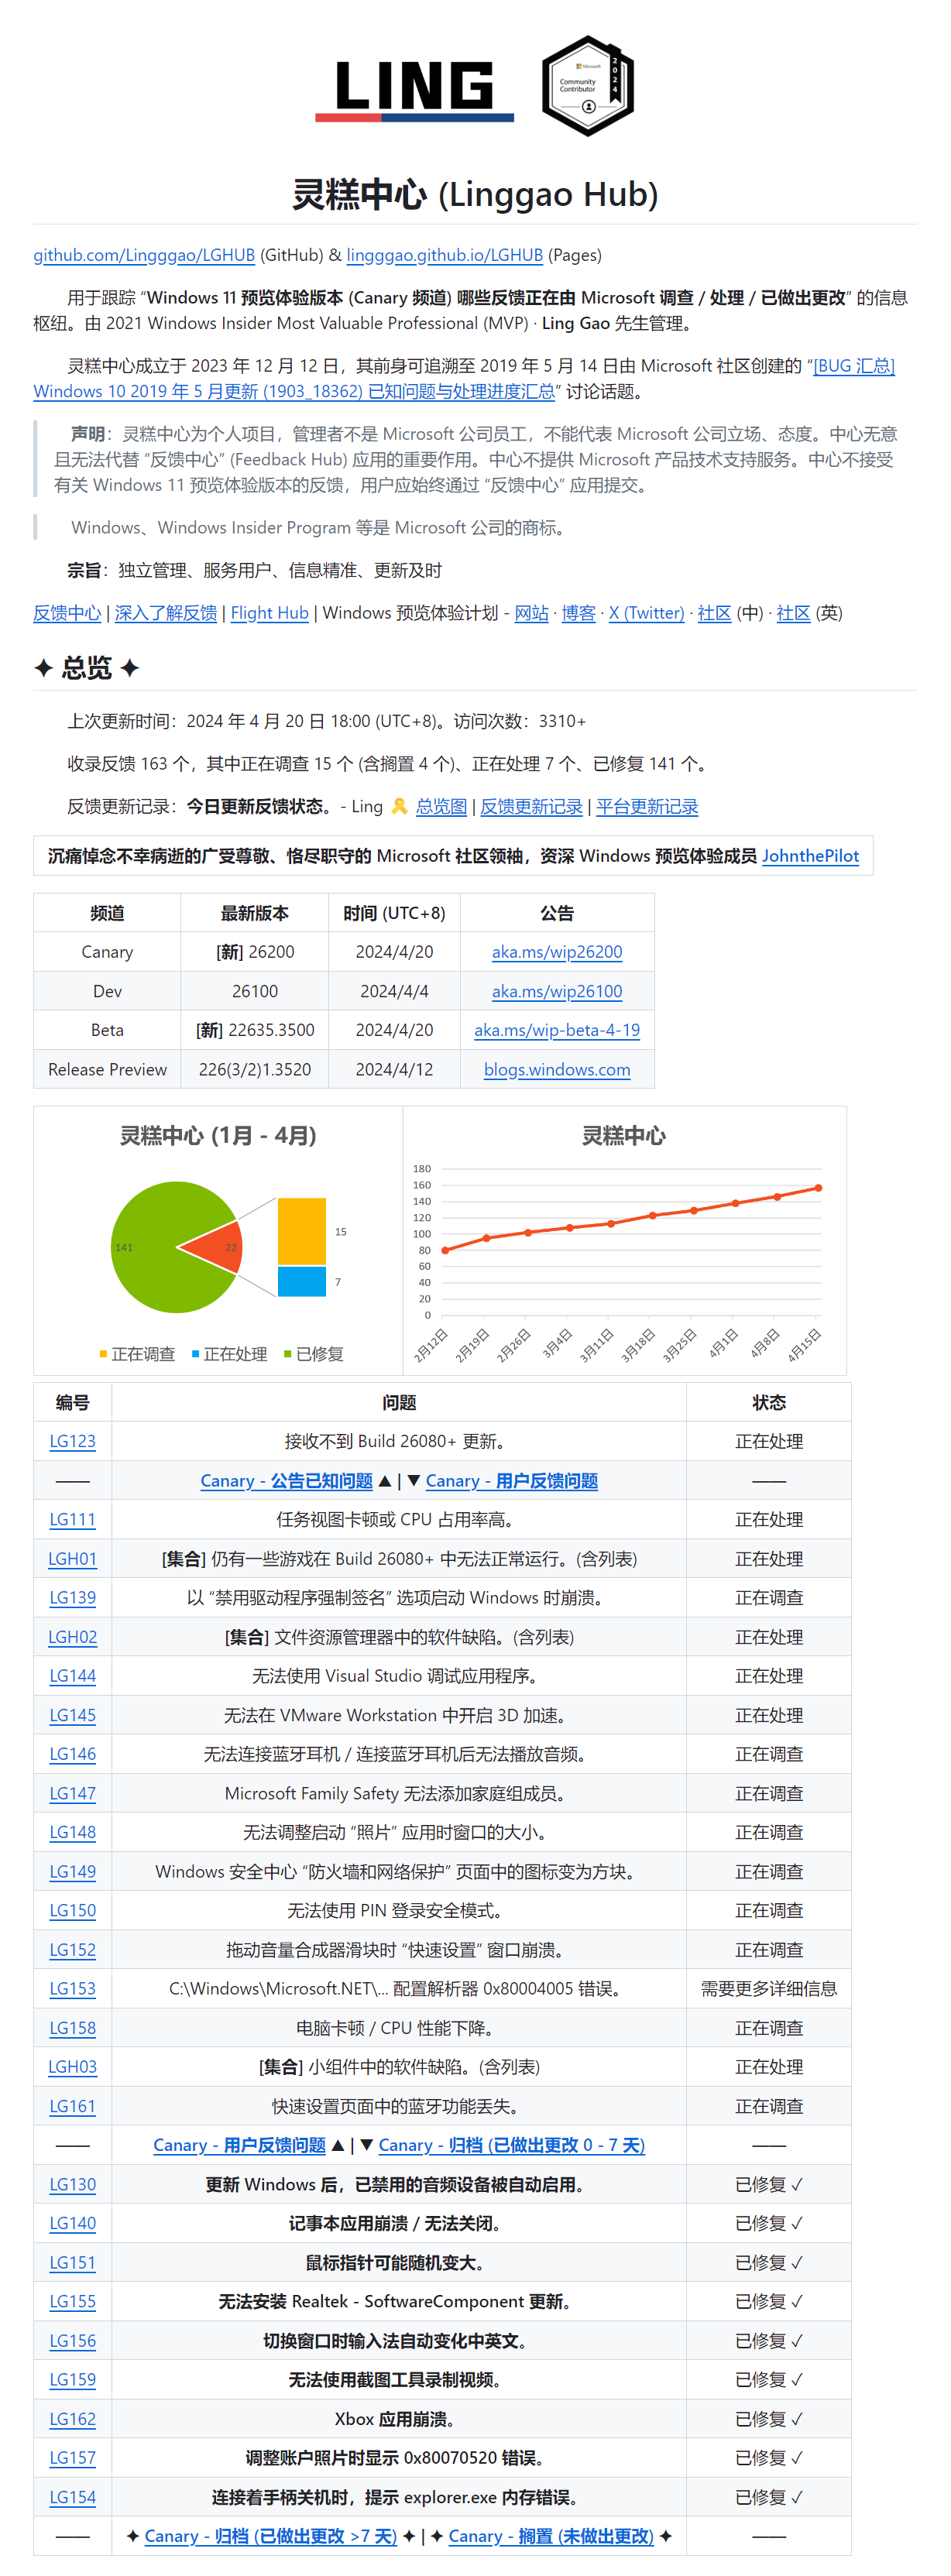 LING
Microsoft
Community
Contributor
2024
灵糕中心 (Linggao Hub)
github.com/Lingggao/LGHUB (GitHub) & lingggao.github.io/LGHUB (Pages)
用于跟踪 “Windows 11 预览体验版本 (Canary 频道) 哪些反馈正在由 Microsoft 调查 / 处理 / 已做出更改” 的信息
枢纽。由 2021 Windows Insider Most Valuable Professional (MVP) · Ling Gao 先生管理。
灵糕中心成立于 2023 年 12 月 12 日，其前身可追溯至 2019 年 5 月 14 日由 Microsoft 社区创建的 “[BUG 汇总]
Windows 10 2019 年 5 月更新 (1903_18362) 已知问题与处理进度汇总” 讨论话题。
声明：灵糕中心为个人项目，管理者不是 Microsoft 公司员工，不能代表 Microsoft 公司立场、态度。中心无意
且无法代替 “反馈中心” (Feedback Hub) 应用的重要作用。中心不提供 Microsoft 产品技术支持服务。中心不接受
有关 Windows 11 预览体验版本的反馈，用户应始终通过 “反馈中心” 应用提交。
Windows、Windows Insider Program 等是 Microsoft 公司的商标。
宗旨：独立管理、服务用户、信息精准、更新及时
反馈中心 | 深入了解反馈 | Flight Hub | Windows 预览体验计划 - 网站 · 博客 · X (Twitter) · 社区 (中) · 社区 (英)
✦ 总览 ✦
上次更新时间：2024 年 4 月 20 日 18:00 (UTC+8)。访问次数：3310+
收录反馈 163 个，其中正在调查 15 个 (含搁置 4 个)、正在处理 7 个、已修复 141 个。
反馈更新记录：今日更新反馈状态。- Ling 🎗️ 总览图 | 反馈更新记录 | 平台更新记录
沉痛悼念不幸病逝的广受尊敬、恪尽职守的 Microsoft 社区领袖，资深 Windows 预览体验成员 JohnthePilot
频道 最新版本 时间 (UTC+8) 公告
Canary [新] 26200 2024/4/20 aka.ms/wip26200
Dev 26100 2024/4/4 aka.ms/wip26100
Beta [新] 22635.3500 2024/4/20 aka.ms/wip-beta-4-19
Release Preview 226(3/2)1.3520 2024/4/12 blogs.windows.com
灵糕中心 (1月 - 4月)
141
22
15
7
正在调查 正在处理 已修复
灵糕中心
180
160
140
120
100
80
60
40
20
0
2月12日 2月19日 2月26日 3月4日 3月11日 3月18日 3月25日 4月1日 4月8日 4月15日
编号 问题 状态
LG123 接收不到 Build 26080+ 更新。 正在处理
—— Canary - 公告已知问题 ▲ | ▼ Canary - 用户反馈问题 ——
LG111 任务视图卡顿或 CPU 占用率高。 正在处理
LGH01 [集合] 仍有一些游戏在 Build 26080+ 中无法正常运行。(含列表) 正在处理
LG139 以 “禁用驱动程序强制签名” 选项启动 Windows 时崩溃。 正在调查
LGH02 [集合] 文件资源管理器中的软件缺陷。(含列表) 正在处理
LG144 无法使用 Visual Studio 调试应用程序。 正在处理
LG145 无法在 VMware Workstation 中开启 3D 加速。 正在处理
LG146 无法连接蓝牙耳机 / 连接蓝牙耳机后无法播放音频。 正在调查
LG147 Microsoft Family Safety 无法添加家庭组成员。 正在调查
LG148 无法调整启动 “照片” 应用时窗口的大小。 正在调查
LG149 Windows 安全中心 “防火墙和网络保护” 页面中的图标变为方块。 正在调查
LG150 无法使用 PIN 登录安全模式。 正在调查
LG152 拖动音量合成器滑块时 “快速设置” 窗口崩溃。 正在调查
LG153 C:\Windows\Microsoft.NET\... 配置解析器 0x80004005 错误。 需要更多详细信息
LG158 电脑卡顿 / CPU 性能下降。 正在调查
LGH03 [集合] 小组件中的软件缺陷。(含列表) 正在处理
LG161 快速设置页面中的蓝牙功能丢失。 正在调查
—— Canary - 用户反馈问题 ▲ | ▼ Canary - 归档 (已做出更改 0 - 7 天) ——
LG130 更新 Windows 后，已禁用的音频设备被自动启用。 已修复 ✓
LG140 记事本应用崩溃 / 无法关闭。 已修复 ✓
LG151 鼠标指针可能随机变大。 已修复 ✓
LG155 无法安装 Realtek - SoftwareComponent 更新。 已修复 ✓
LG156 切换窗口时输入法自动变化中英文。 已修复 ✓
LG159 无法使用截图工具录制视频。 已修复 ✓
LG162 Xbox 应用崩溃。 已修复 ✓
LG157 调整账户照片时显示 0x80070520 错误。 已修复 ✓
LG154 连接着手柄关机时，提示 explorer.exe 内存错误。 已修复 ✓
—— ✦ Canary - 归档 (已做出更改 >7 天) ✦ | ✦ Canary - 搁置 (未做出更改) ✦ ——